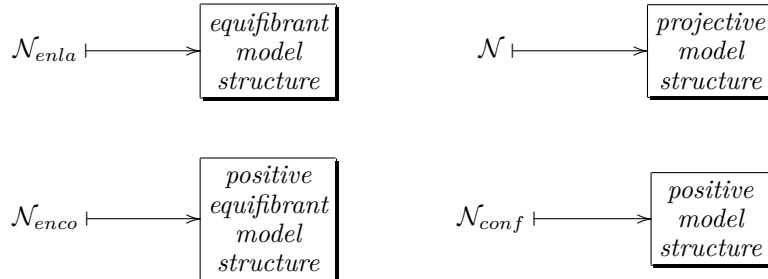 N_enla ↦ equifibrant
model
structure
N ↦ projective
model
structure
N_enco ↦ positive
equifibrant
model
structure
N_conf ↦ positive
model
structure